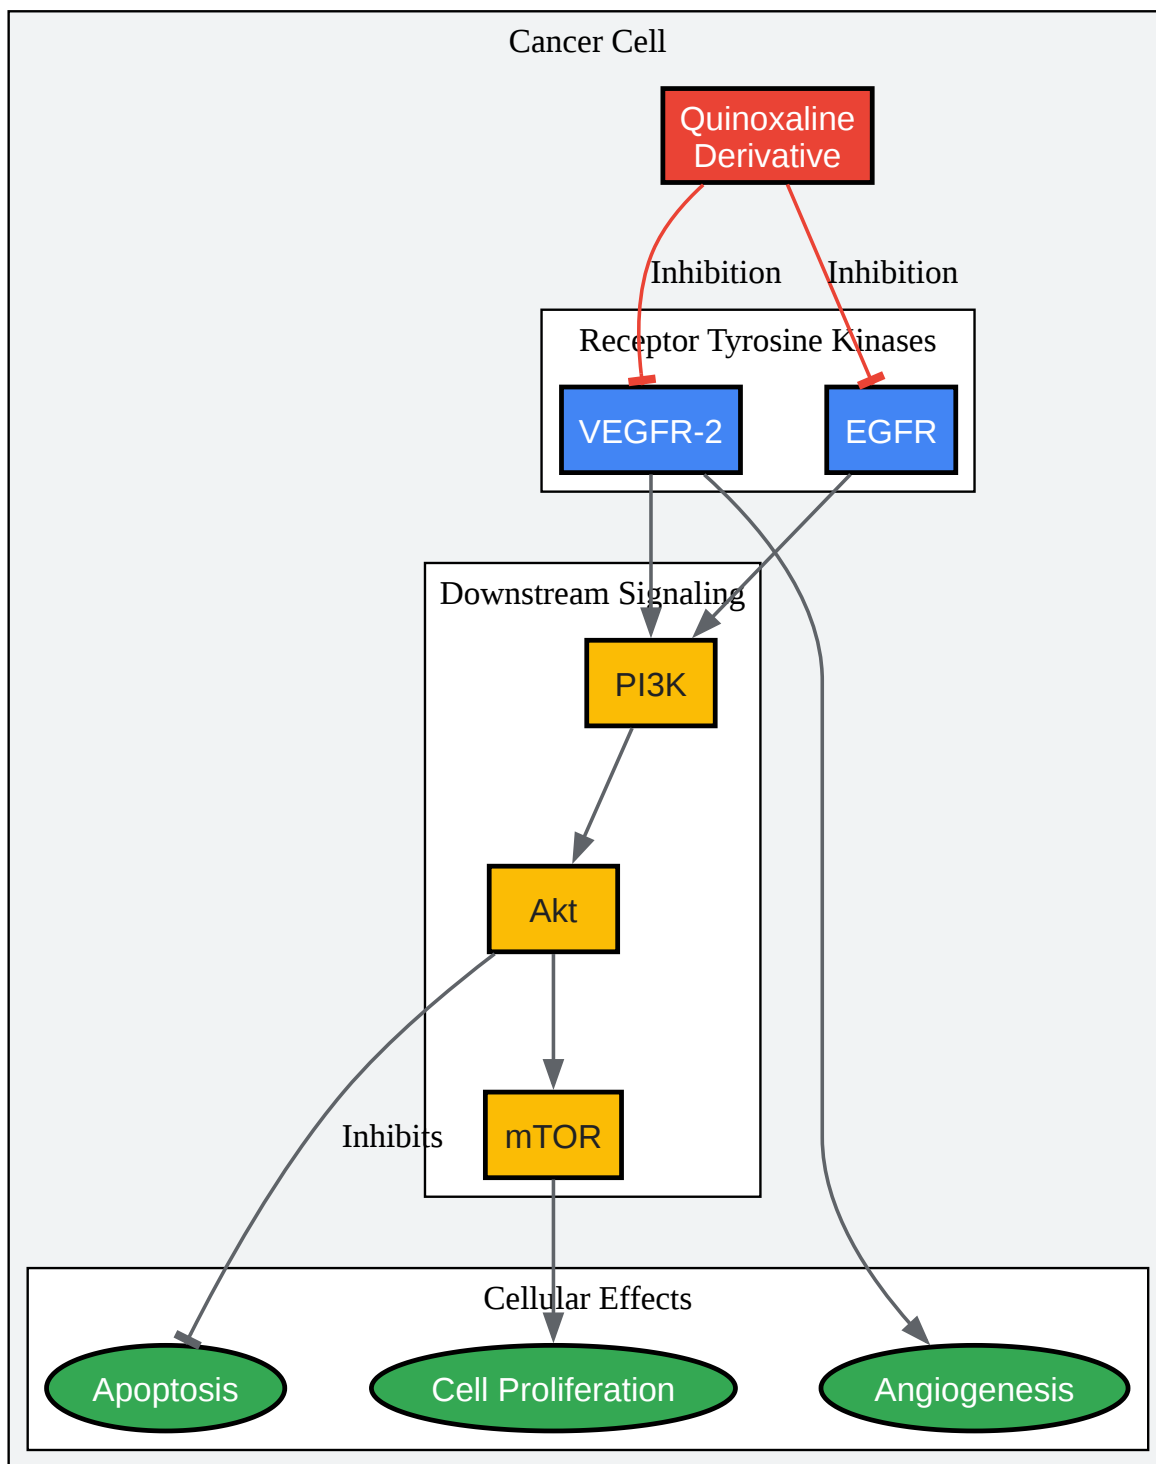 Cancer Cell
Quinoxaline
Derivative
Inhibition
Inhibition
Receptor Tyrosine Kinases
VEGFR-2
EGFR
Downstream Signaling
PI3K
Akt
Inhibits
mTOR
Cellular Effects
Apoptosis
Cell Proliferation
Angiogenesis